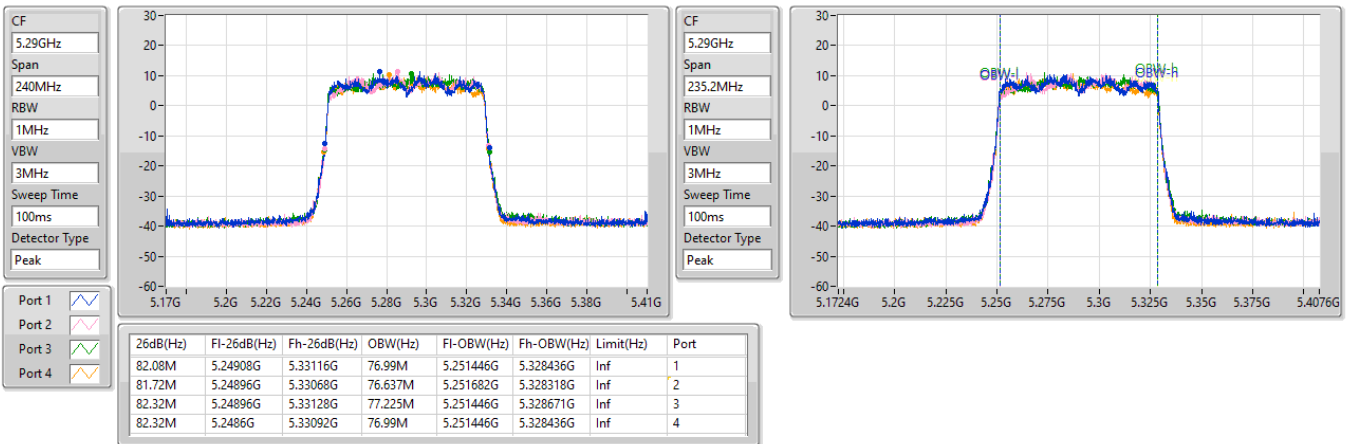 CF
5.29GHz
Span
240MHz
RBW
1MHz
VBW
3MHz
Sweep Time
100ms
Detector Type
Peak
30
20
10
0
-10
-20
-30
-40
-50
-60
5.17G 5.2G 5.22G 5.24G 5.26G 5.28G 5.3G 5.32G 5.34G 5.36G 5.38G 5.41G
CF
5.29GHz
Span
235.2MHz
RBW
1MHz
VBW
3MHz
Sweep Time
100ms
Detector Type
Peak
30
20
10
0
-10
-20
-30
-40
-50
-60
OBW-l OBW-h
5.1724G 5.2G 5.225G 5.25G 5.275G 5.3G 5.325G 5.35G 5.375G 5.4076G
Port 1
Port 2
Port 3
Port 4
26dB(Hz) Fl-26dB(Hz) Fh-26dB(Hz) OBW(Hz) Fl-OBW(Hz) Fh-OBW(Hz) Limit(Hz) Port
82.08M 5.24908G 5.33116G 76.99M 5.251446G 5.328436G Inf 1
81.72M 5.24896G 5.33068G 76.637M 5.251682G 5.328318G Inf 2
82.32M 5.24896G 5.33128G 77.225M 5.251446G 5.328671G Inf 3
82.32M 5.2486G 5.33092G 76.99M 5.251446G 5.328436G Inf 4